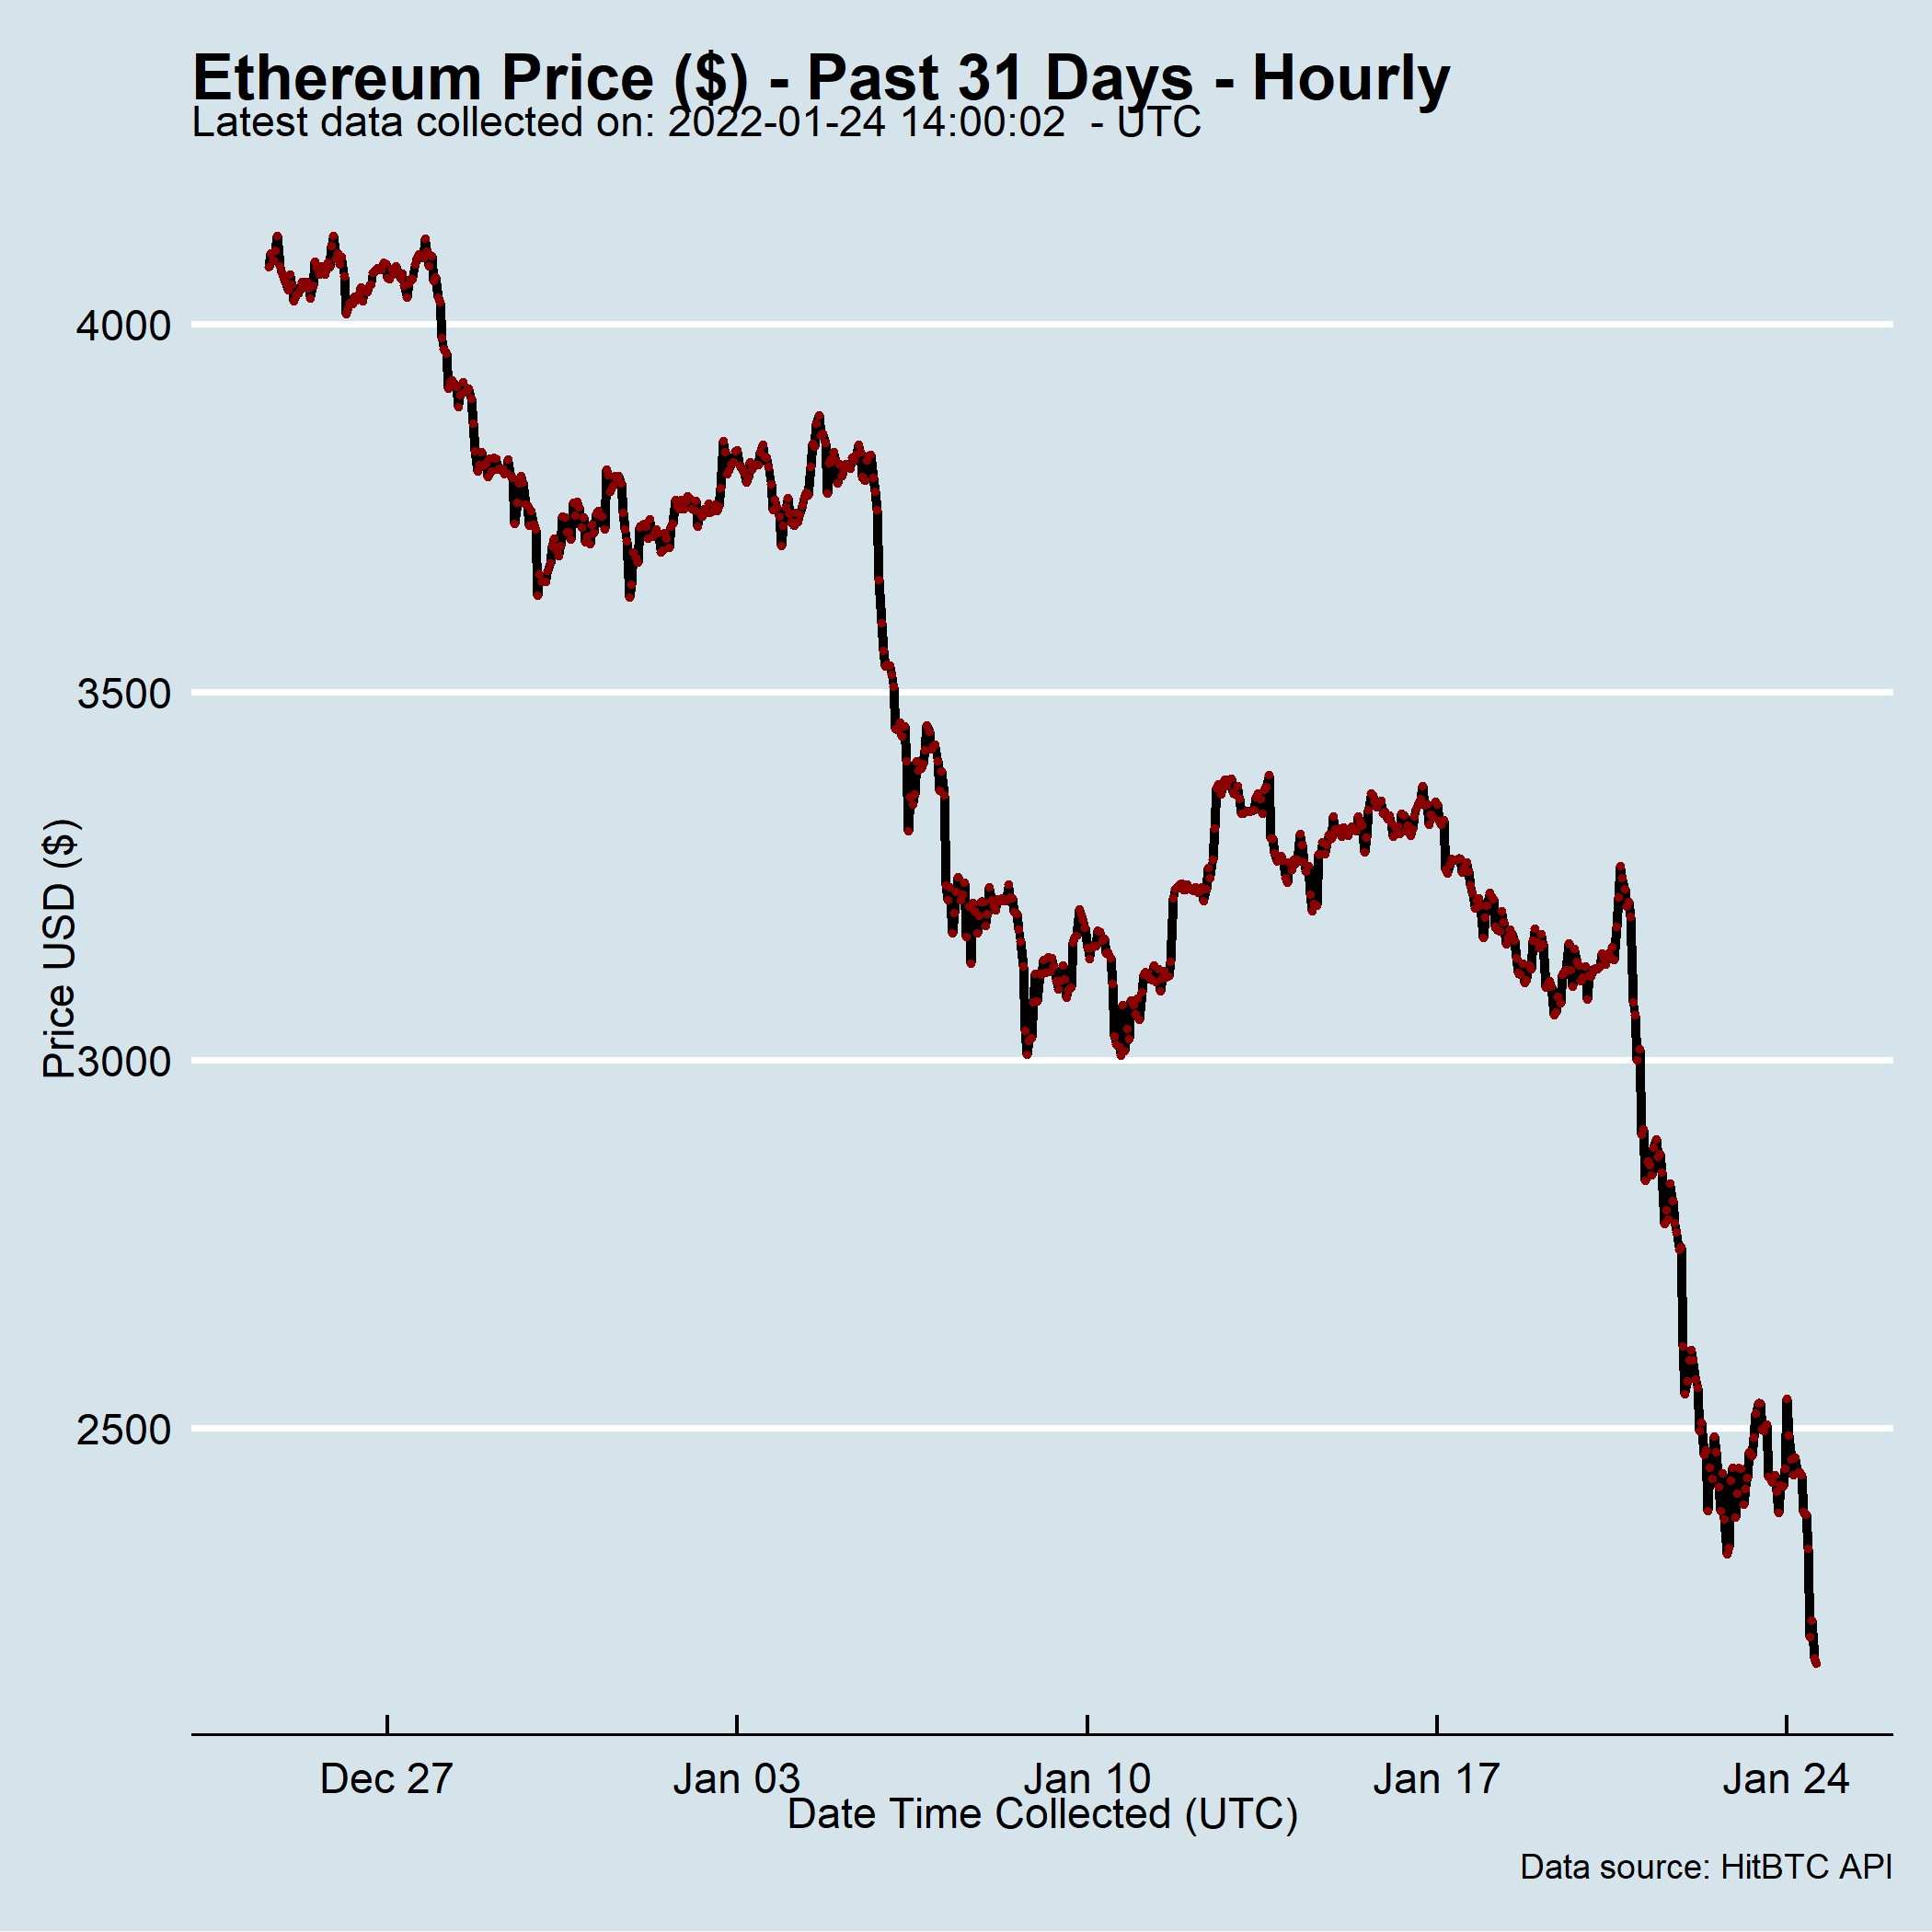 Ethereum Price ($) - Past 31 Days - Hourly
Latest data collected on: 2022-01-24 14:00:02  - UTC
4000
3500
3000
2500
Price USD ($)
Dec 27
Jan 03
Jan 10
Jan 17
Jan 24
Date Time Collected (UTC)
Data source: HitBTC API